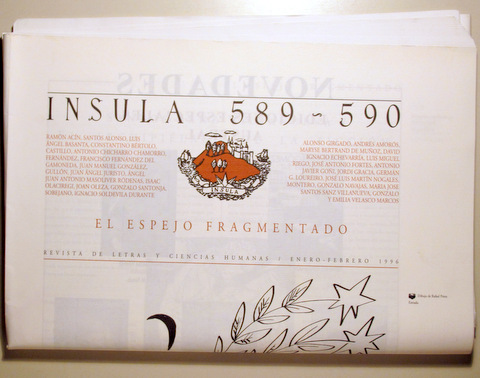 NOVEDADES
INSULA 589~590
RAMÓN ACÍN, SANTOS ALONSO, LUIS
ÁNGEL BASANTA, CONSTANTINO BÉRTOLO,
CASTILLO, ANTONIO CHICHARRO CHAMORRO,
FERNÁNDEZ, FRANCISCO FERNÁNDEZ DEL
GAMONEDA, JUAN MANUEL GONZÁLEZ,
GULLÓN, JUAN ÁNGEL JURISTO, ÁNGEL
JUAN ANTONIO MASOLIVER RÓDENAS, ISAAC
DÍAZ, JOAN OLEZA, GONZALO SANTONJA,
SOBEJANO, IGNACIO SOLDEVILA DURANTE
ALONSO GIRGADO, ANDRÉS AMORÓS,
MARYSE BERTRAND DE MUÑOZ, DAVID
IGNACIO ECHEVARRÍA, LUIS MIGUEL
RIEGO, JOSÉ ANTONIO FORTES, ANTONIO
JAVIER GOÑI, JORDI GRACIA, GERMÁN
G. LOUREIRO, JOSÉ LUIS MARTÍN NOGALES,
MONTERO, GONZALO NAVAJAS, MARÍA JOSÉ
SANTOS SANZ VILLANUEVA, GONZALO
Y EMILIA VELASCO MARCOS
INSULA
EL ESPEJO FRAGMENTADO
REVISTA DE LETRAS Y CIENCIAS HUMANAS / ENERO-FEBRERO 1996